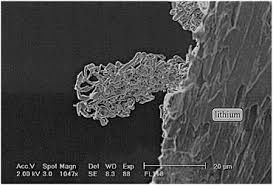 lithium
Acc.V Spot Magn Det WD Exp 20 µm
2.00 kV 3.0 1047x SE 8.3 88